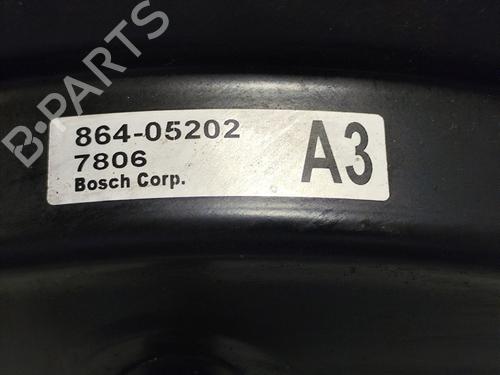 B-PARTS
864-05202
7806
Bosch Corp.
A3